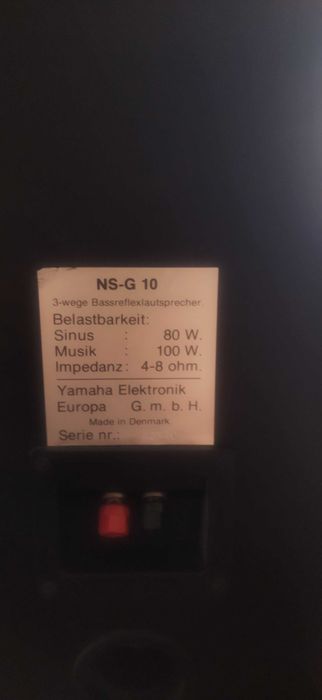 NS-G 10
3-wege Bassreflexlautsprecher.
Belastbarkeit:
Sinus : 80 W.
Musik : 100 W.
Impedanz: 4-8 ohm.
Yamaha Elektronik
Europa G. m. b. H.
Made in Denmark
Serie nr.: